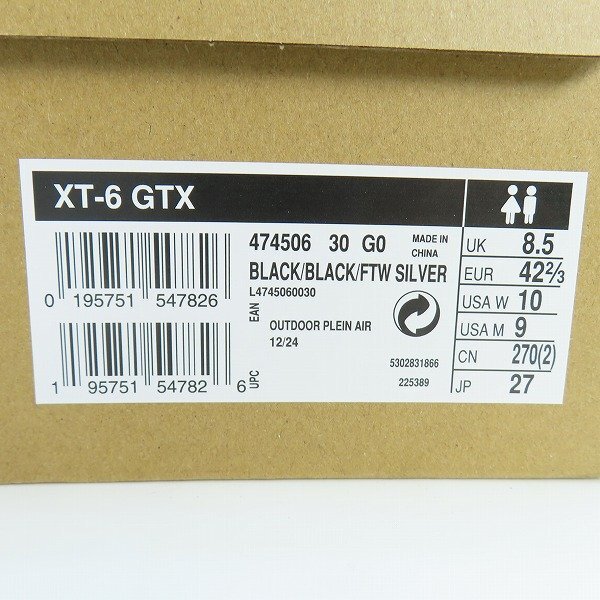 XT-6 GTX
474506 30 G0 MADE IN CHINA
BLACK/BLACK/FTW SILVER
L4745060030
0 195751 547826 EAN
OUTDOOR PLEIN AIR
12/24
5302831866
225389
1 95751 54782 6 UPC
UK 8.5
EUR 42 2/3
USA W 10
USA M 9
CN 270(2)
JP 27